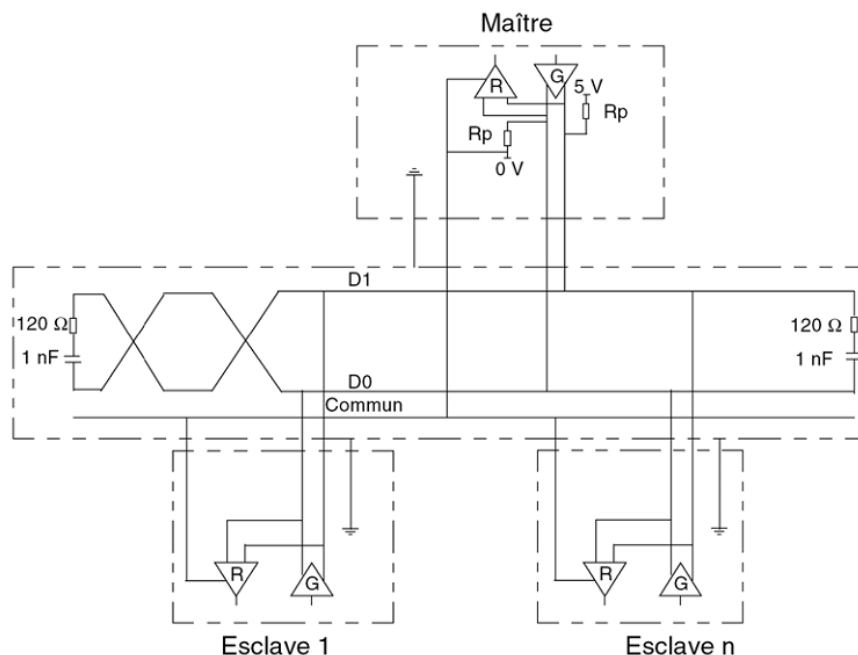 Maître
R
G
5 V
Rp
Rp
0 V
D1
120 Ω
1 nF
120 Ω
1 nF
D0
Commun
R
G
R
G
Esclave 1
Esclave n